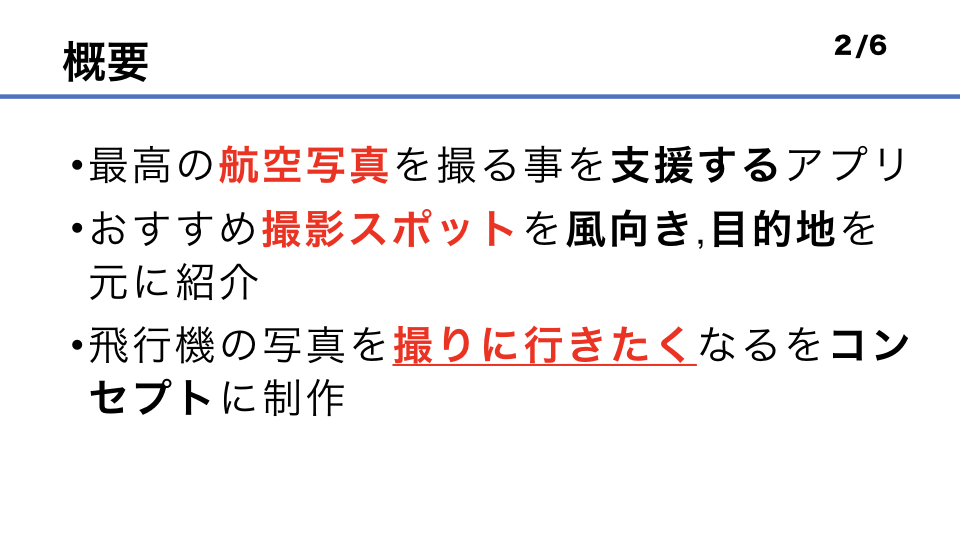 概要
2/6
•最高の航空写真を撮る事を支援するアプリ
•おすすめ撮影スポットを風向き,目的地を
元に紹介
•飛行機の写真を撮りに行きたくなるをコン
セプトに制作